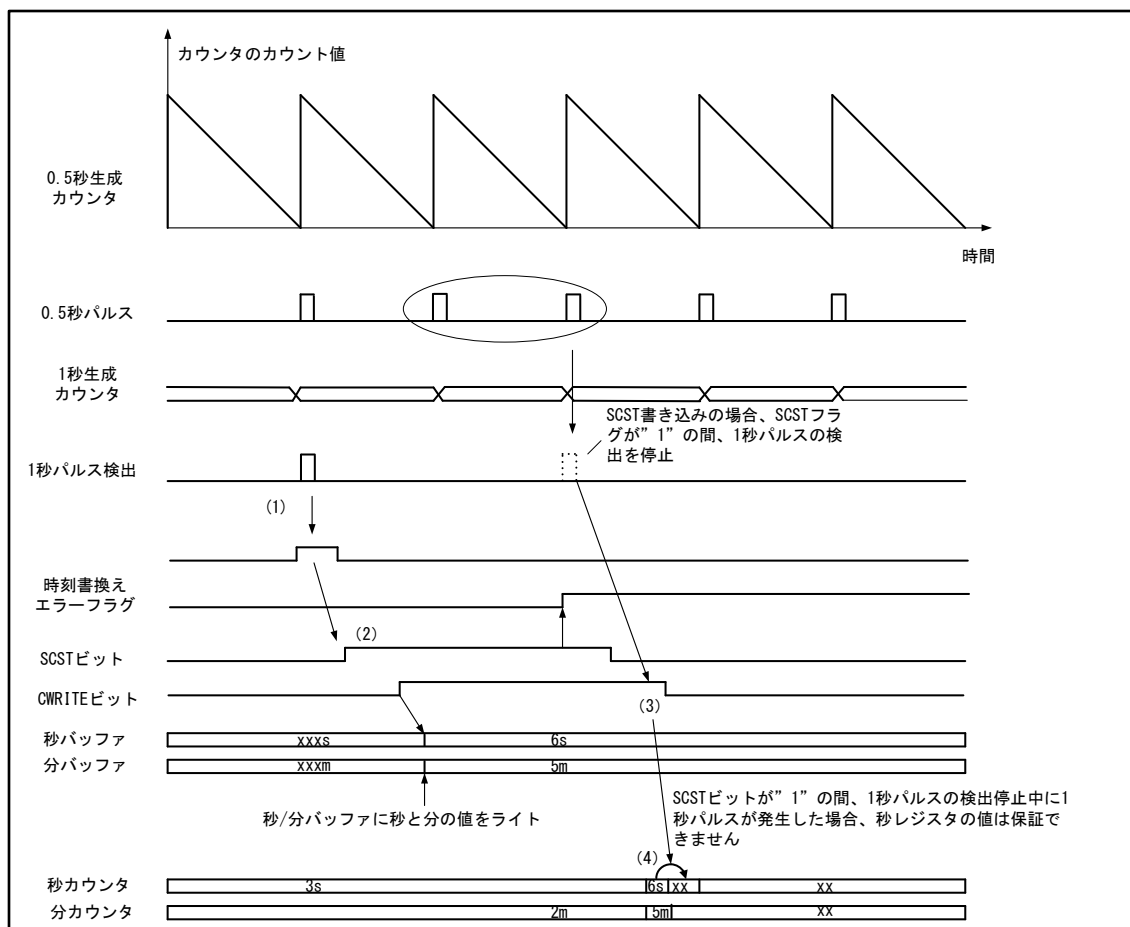 カウンタのカウント値
0.5秒生成
カウンタ
時間
0.5秒パルス
1秒生成
カウンタ
SCST書き込みの場合、SCSTフラ
グが”1”の間、1秒パルスの検
出を停止
1秒パルス検出
(1)
時刻書換え
エラーフラグ
(2)
SCSTビット
CWRITEビット
(3)
秒バッファ
xxxs
6s
分バッファ
xxxm
5m
秒/分バッファに秒と分の値をライト
SCSTビットが”1”の間、1秒パルスの検出停止中に1
秒パルスが発生した場合、秒レジスタの値は保証で
きません
(4)
秒カウンタ
3s
6s
xx
xx
分カウンタ
2m
5m
xx